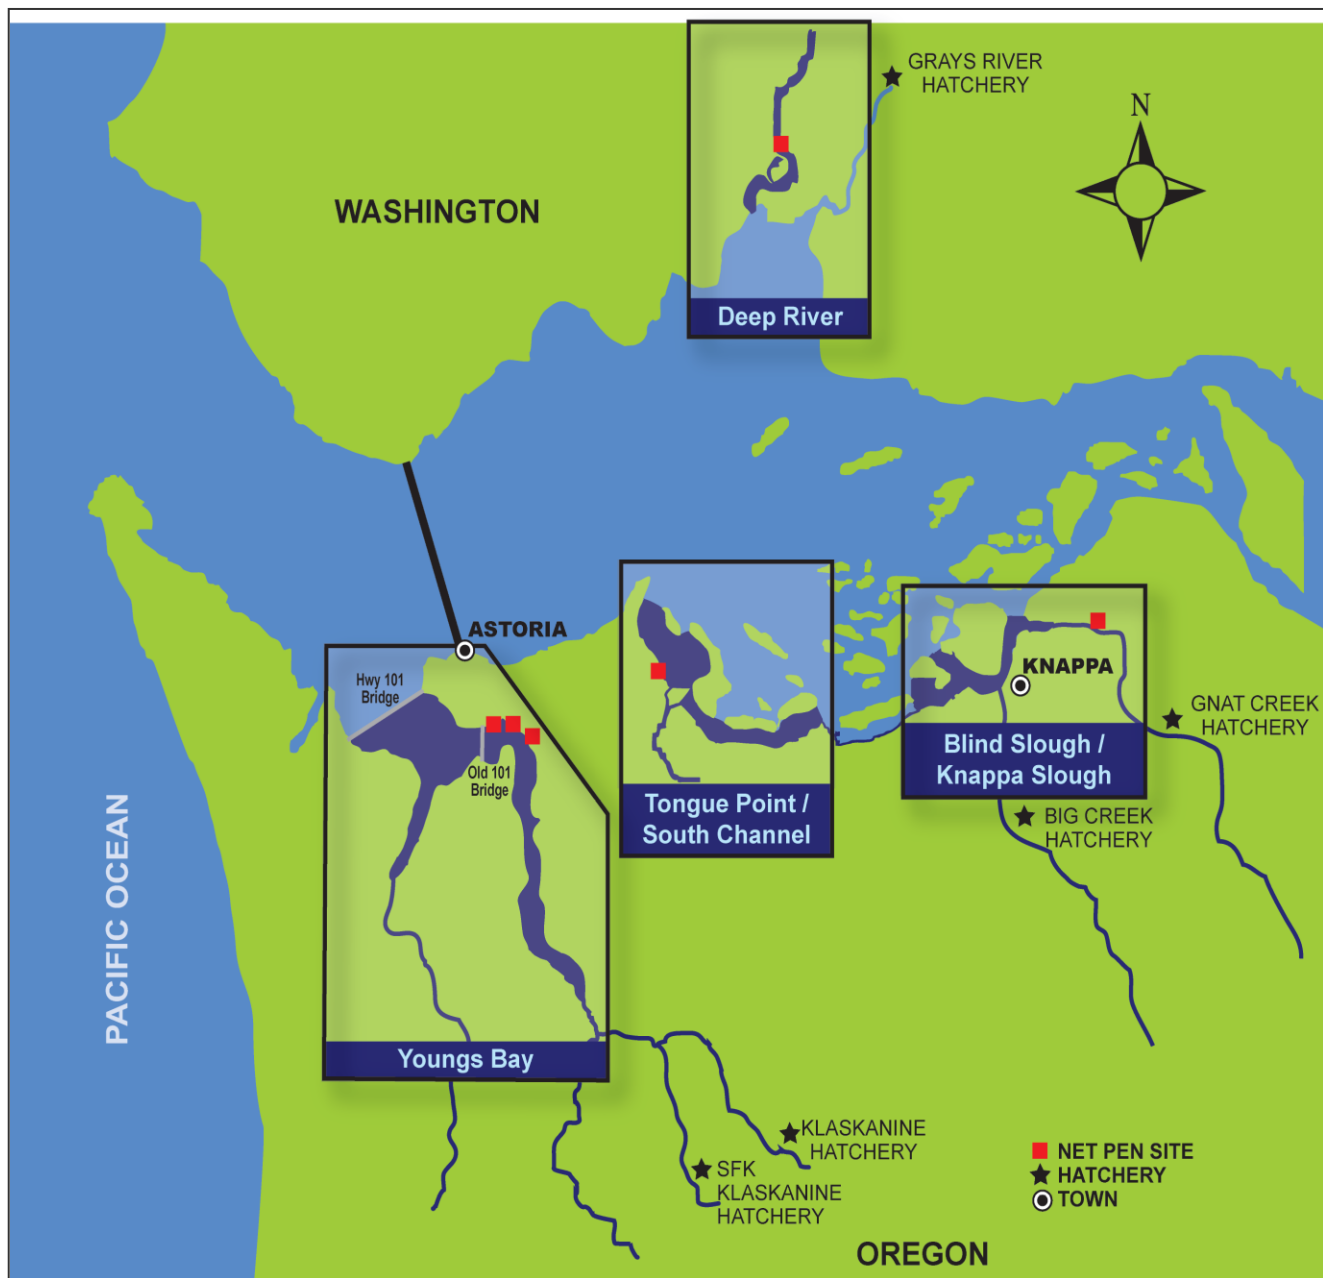 GRAYS RIVER
HATCHERY
N
WASHINGTON
Deep River
ASTORIA
Hwy 101
Bridge
Old 101
Bridge
KNAPPA
GNAT CREEK
HATCHERY
Blind Slough /
Knappa Slough
Tongue Point /
South Channel
BIG CREEK
HATCHERY
PACIFIC OCEAN
Youngs Bay
KLASKANINE
HATCHERY
SFK
KLASKANINE
HATCHERY
NET PEN SITE
HATCHERY
TOWN
OREGON